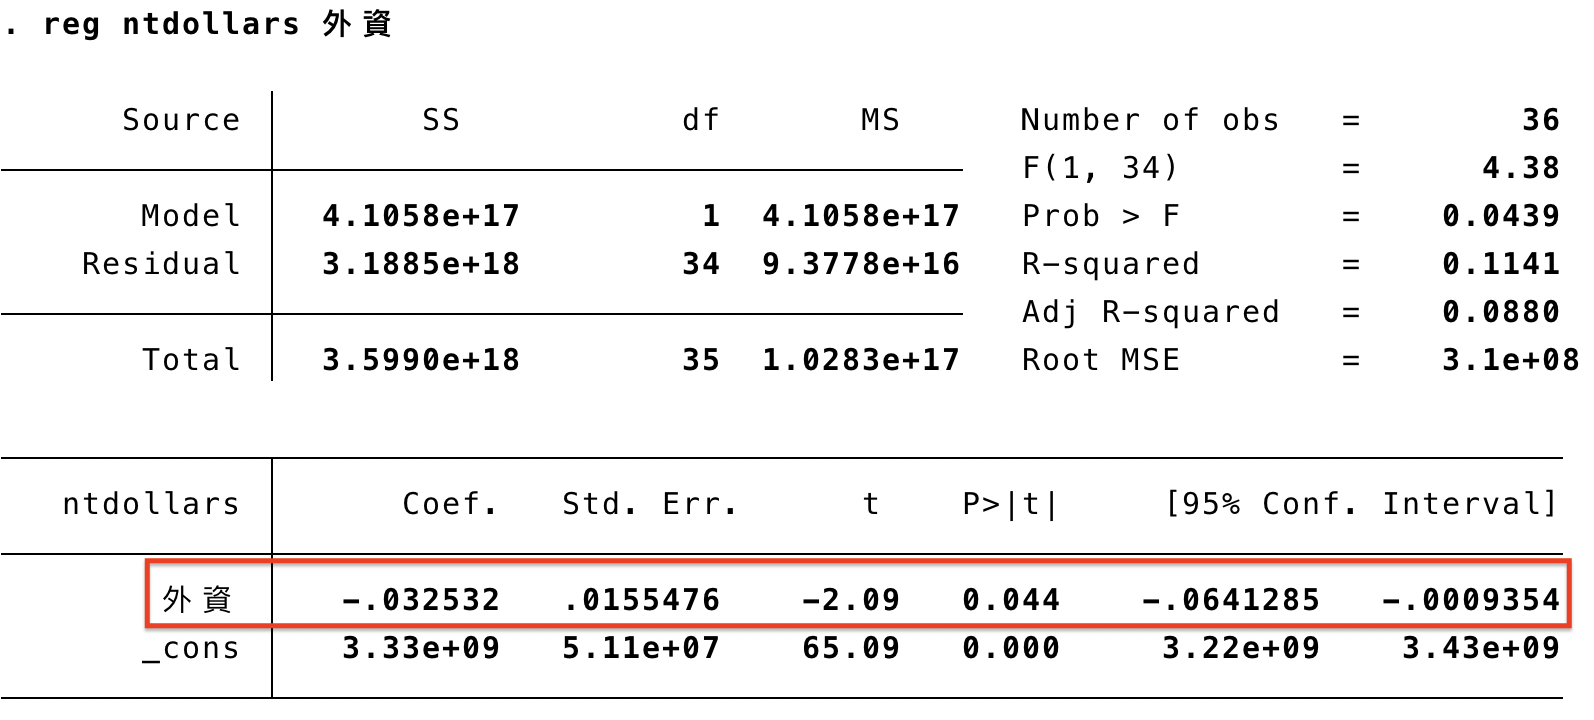 . reg ntdollars 外資
Source SS df MS Number of obs = 36
F(1, 34) = 4.38
Model 4.1058e+17 1 4.1058e+17 Prob > F = 0.0439
Residual 3.1885e+18 34 9.3778e+16 R-squared = 0.1141
Adj R-squared = 0.0880
Total 3.5990e+18 35 1.0283e+17 Root MSE = 3.1e+08
ntdollars Coef. Std. Err. t P>|t| [95% Conf. Interval]
外資 -.032532 .0155476 -2.09 0.044 -.0641285 -.0009354
_cons 3.33e+09 5.11e+07 65.09 0.000 3.22e+09 3.43e+09